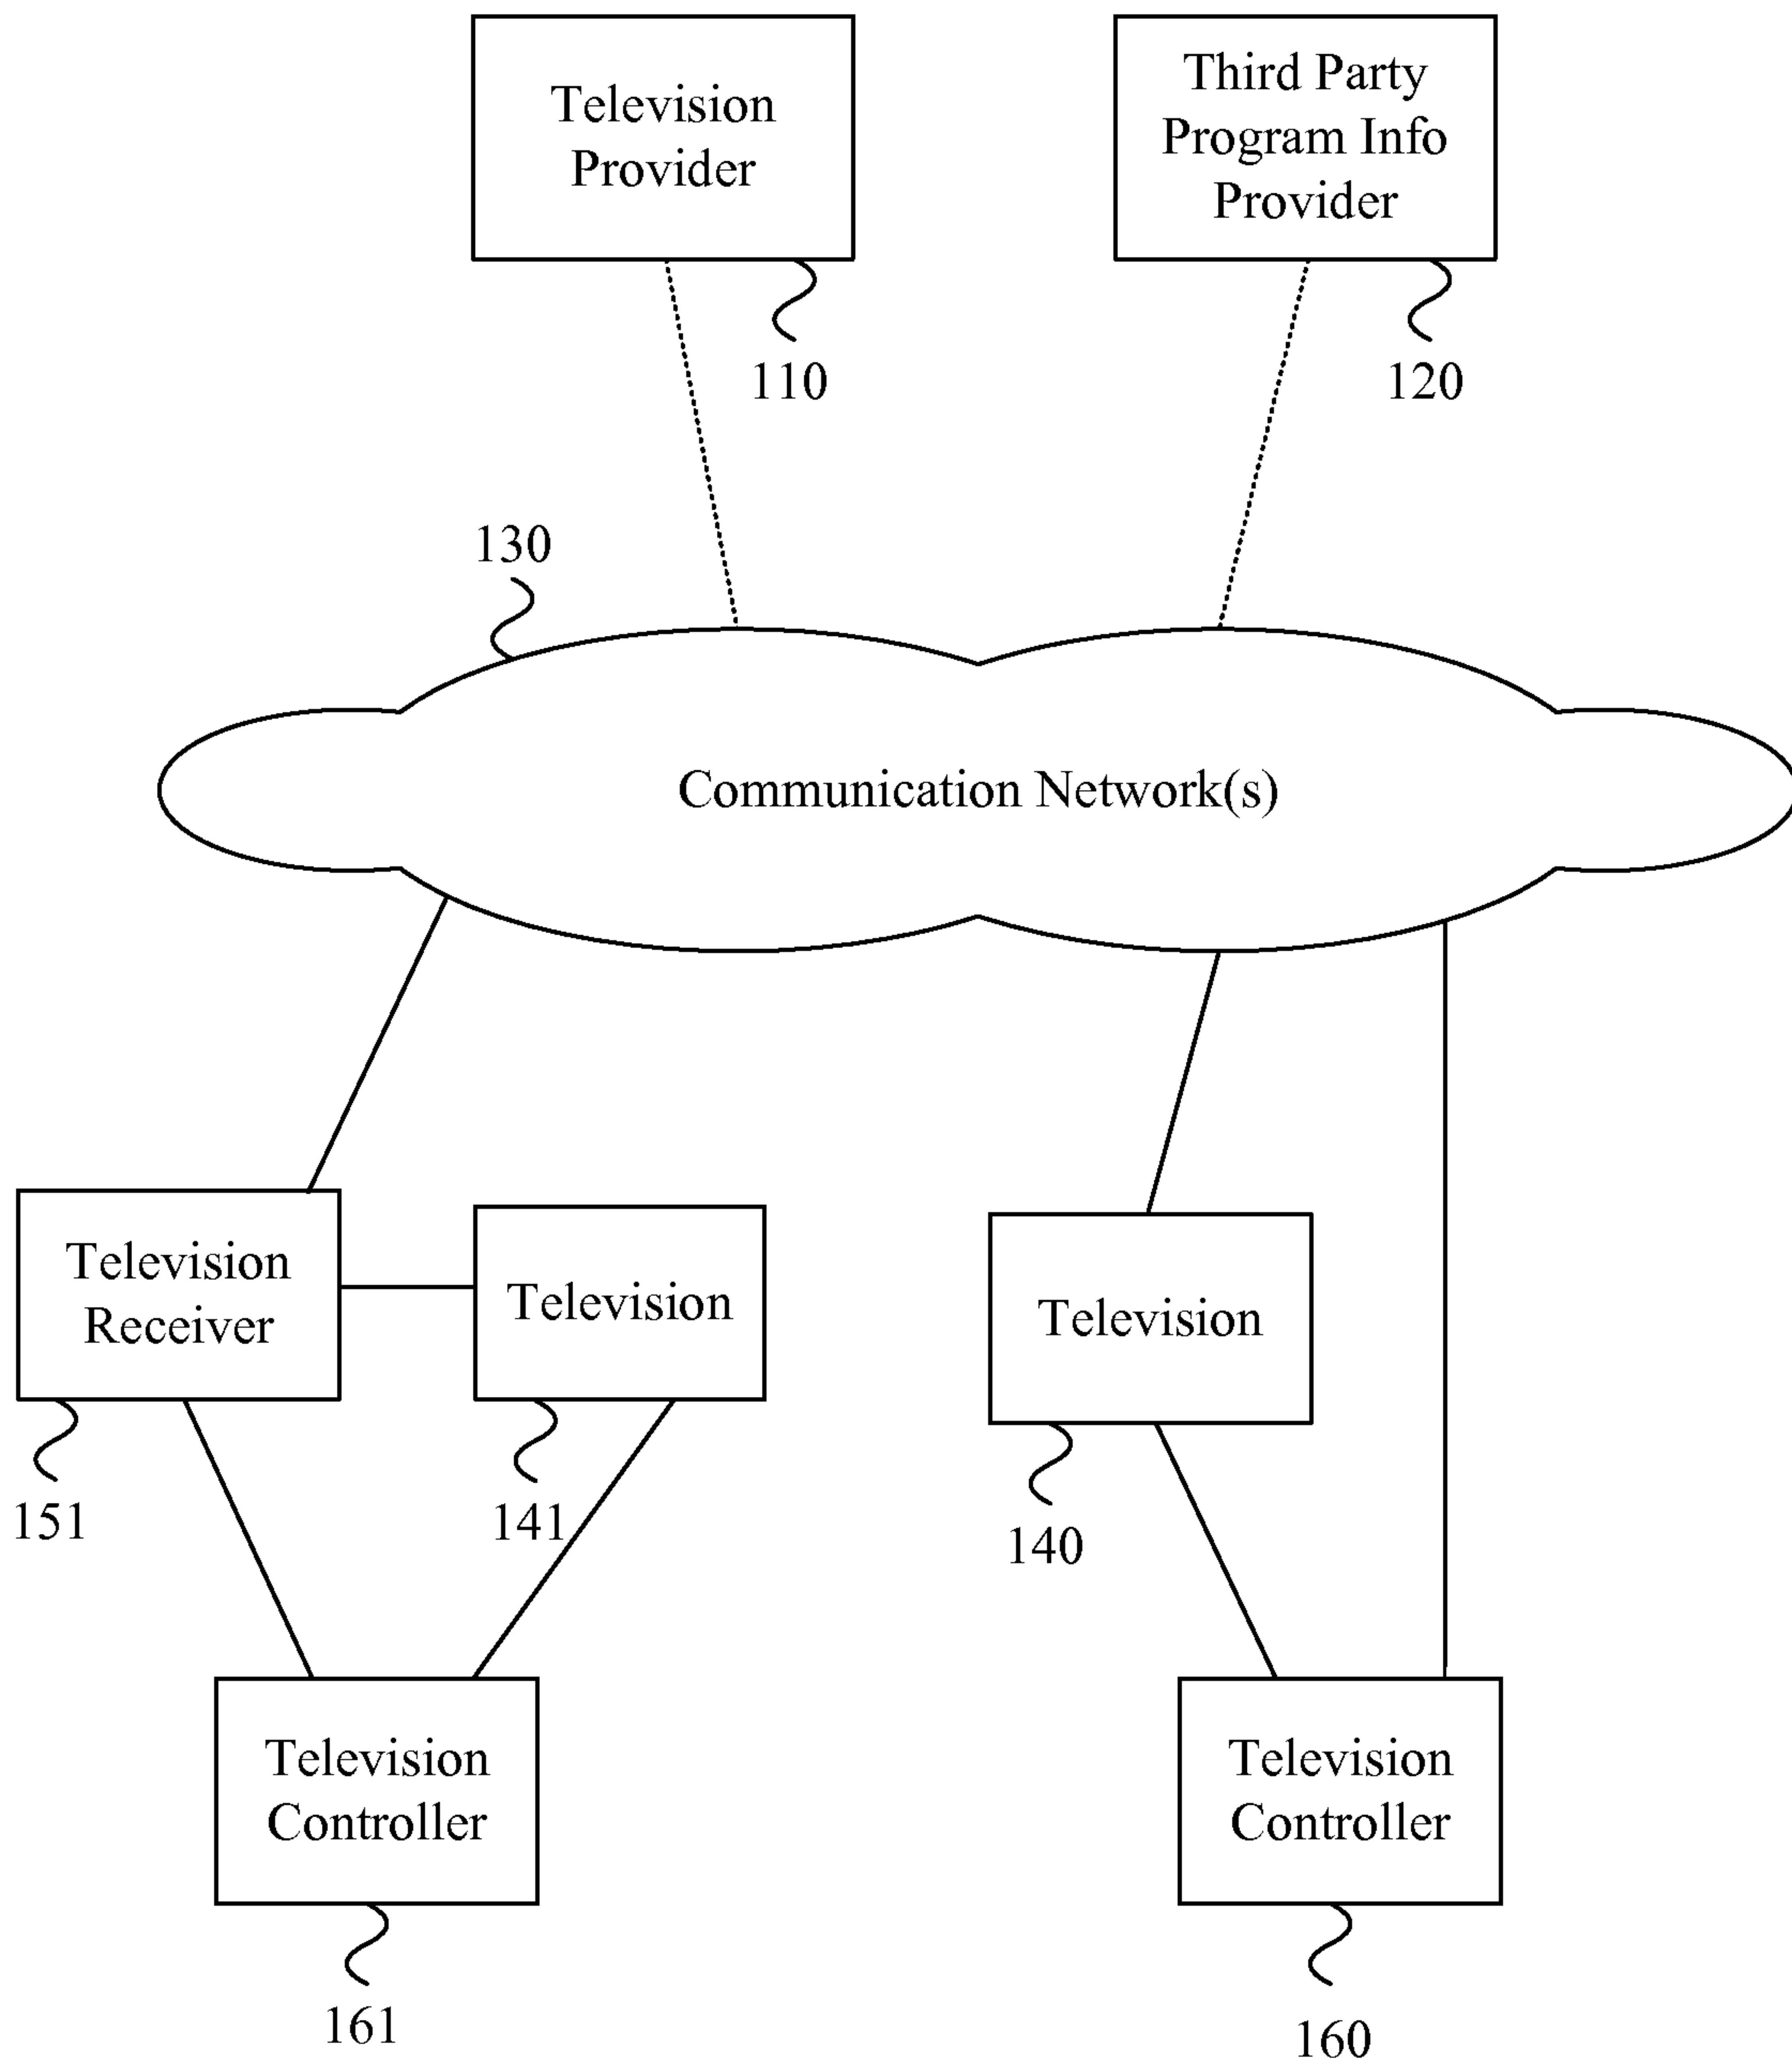 Television
Provider
110
Third Party
Program Info
Provider
120
130
Communication Network(s)
Television
Receiver
151
Television
141
Television
140
Television
Controller
161
Television
Controller
160